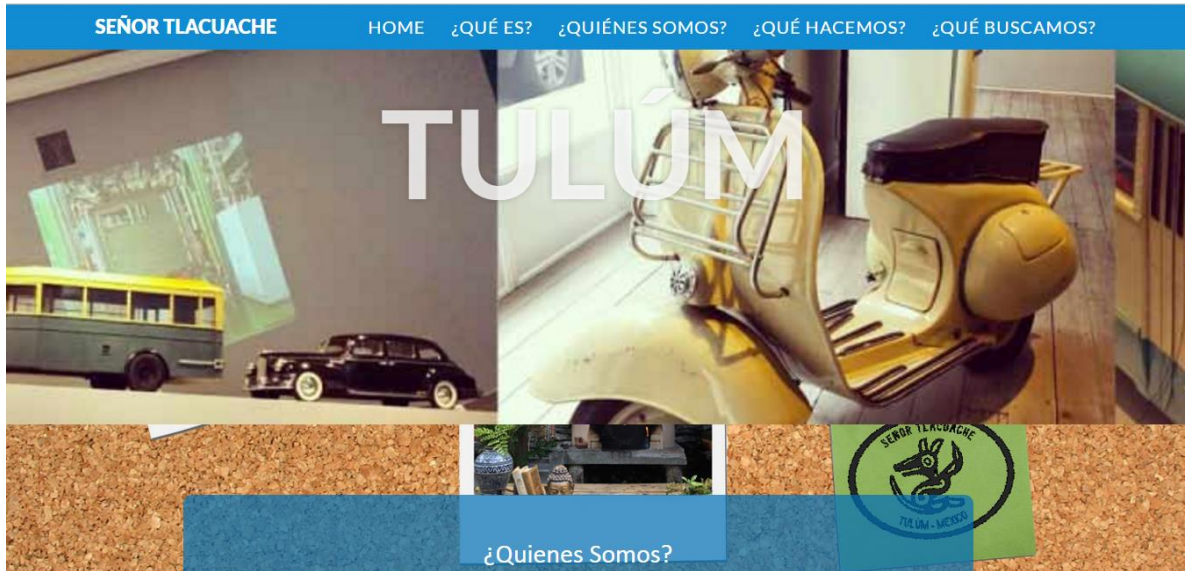 SEÑOR TLACUACHE HOME ¿QUÉ ES? ¿QUIÉNES SOMOS? ¿QUÉ HACEMOS? ¿QUÉ BUSCAMOS?
TULÚM
SEÑOR TLACUACHE
TULUM - MEXICO
¿Quienes Somos?